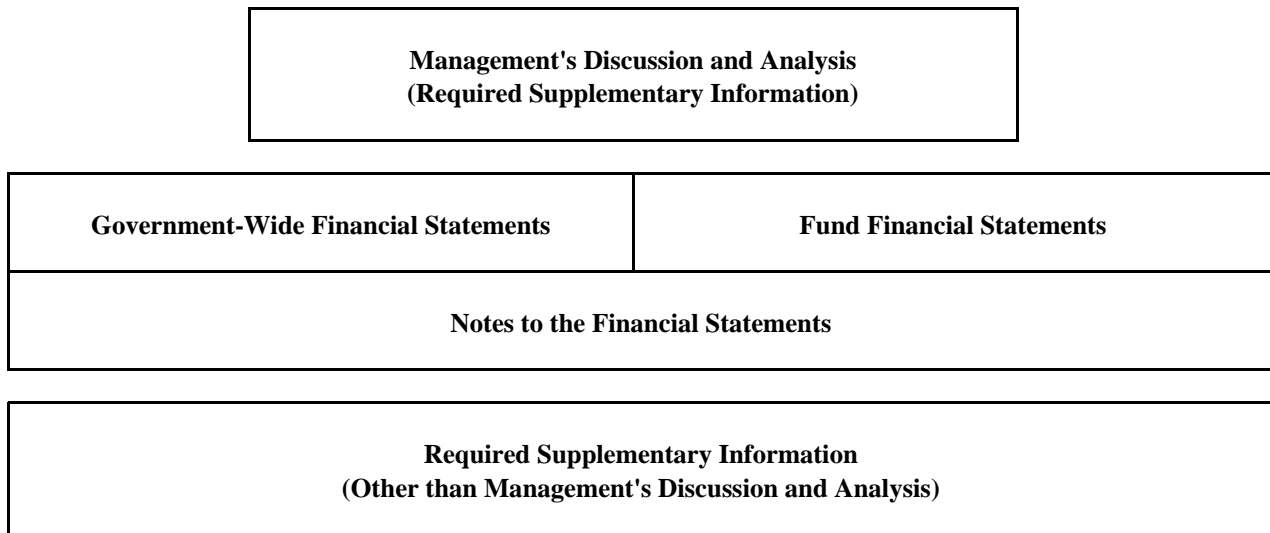 Management's Discussion and Analysis
(Required Supplementary Information)
Government-Wide Financial Statements
Fund Financial Statements
Notes to the Financial Statements
Required Supplementary Information
(Other than Management's Discussion and Analysis)